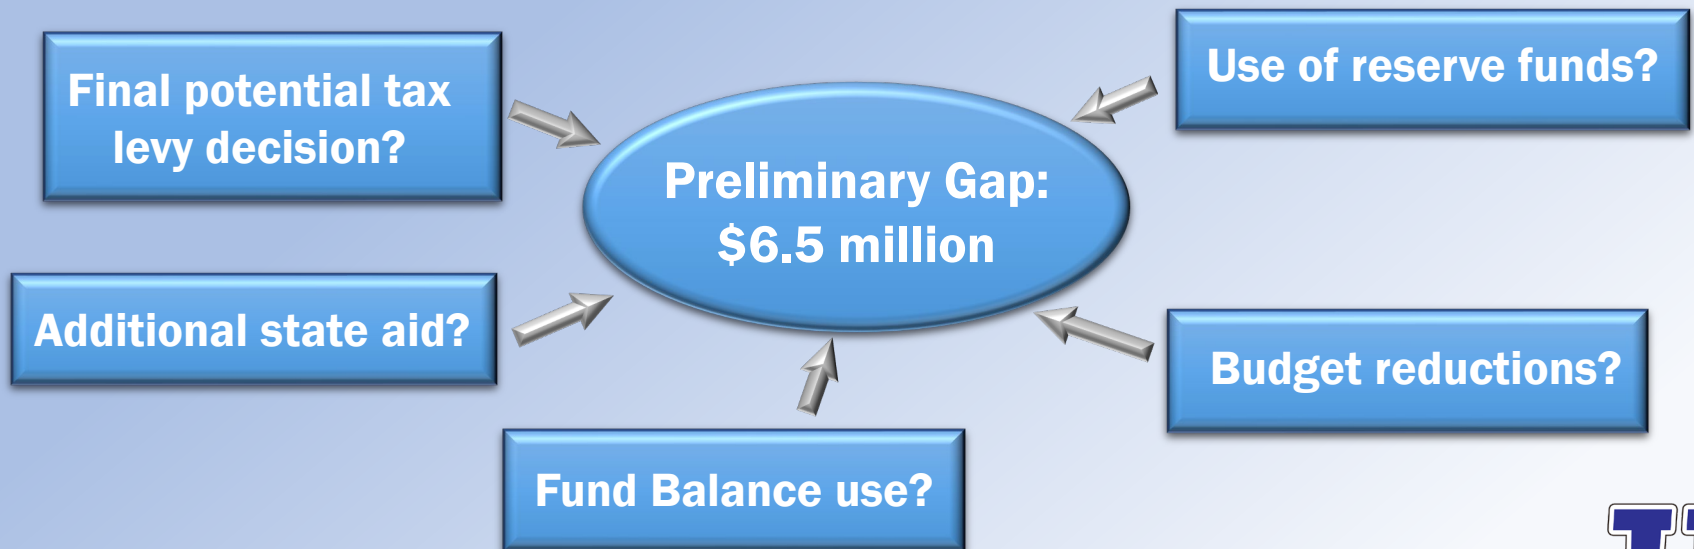 Final potential tax
levy decision?
Use of reserve funds?
Preliminary Gap:
$6.5 million
Additional state aid?
Budget reductions?
Fund Balance use?